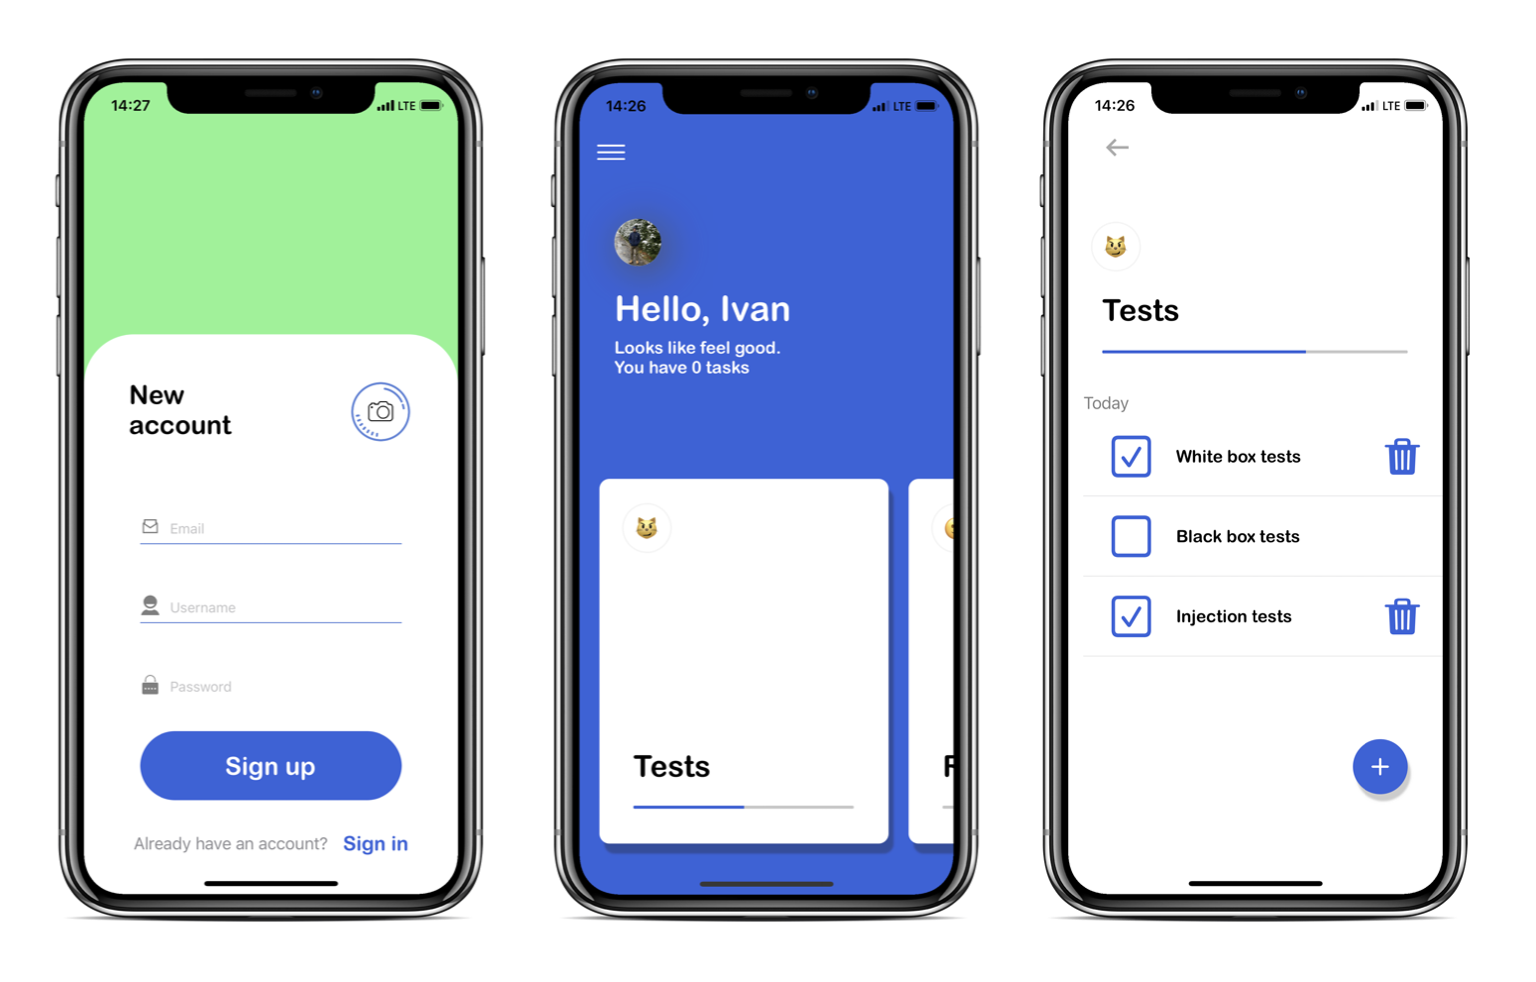 14:27
LTE
New
account
Email
Username
Password
Sign up
Already have an account? Sign in
14:26
LTE
Hello, Ivan
Looks like feel good.
You have 0 tasks
Tests
14:26
LTE
Tests
Today
White box tests
Black box tests
Injection tests